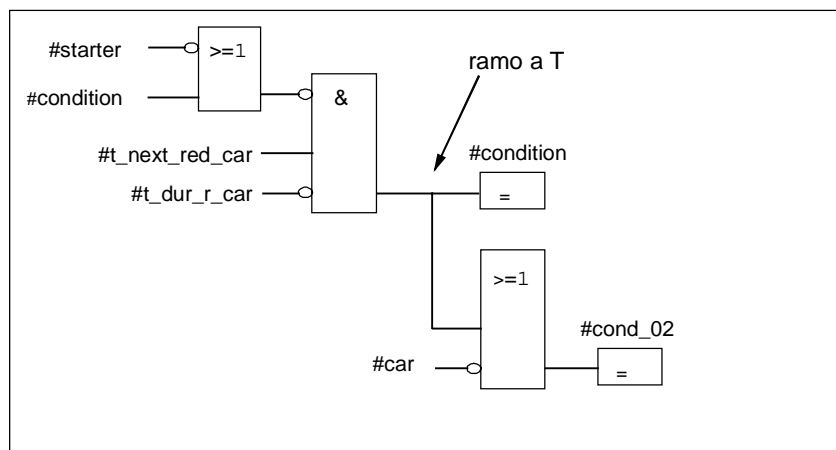 #starter
>=1
#condition
&
ramo a T
#t_next_red_car
#t_dur_r_car
#condition
=
>=1
#car
#cond_02
=